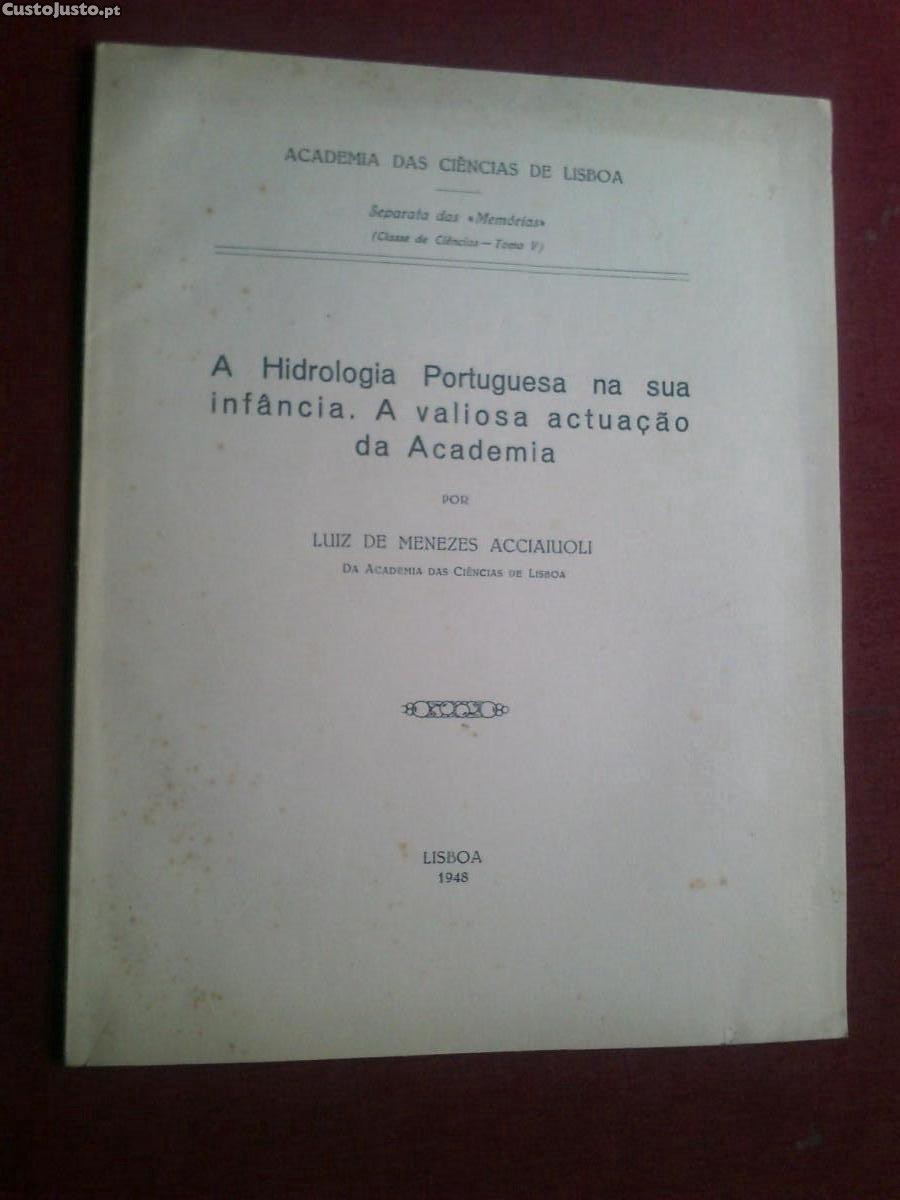 CustoJusto.pt
ACADEMIA DAS CIÊNCIAS DE LISBOA
Separata das «Memórias»
(Classe de Ciências — Tomo V)
A Hidrologia Portuguesa na sua
infância. A valiosa actuação
da Academia
POR
LUIZ DE MENEZES ACCIAIUOLI
DA ACADEMIA DAS CIÊNCIAS DE LISBOA
LISBOA
1948